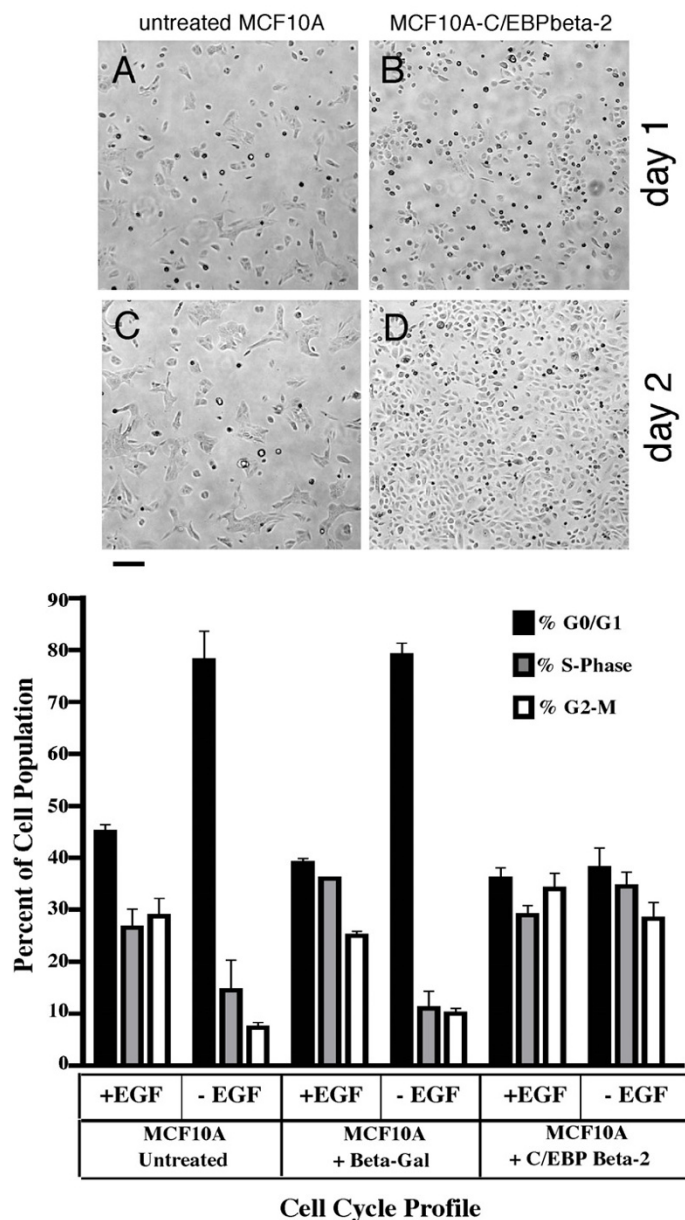 untreated MCF10A MCF10A-C/EBPbeta-2
A B
day 1
C D
day 2
90
80
70
60
50
40
30
20
10
0
Percent of Cell Population
% G0/G1
% S-Phase
% G2-M
+EGF - EGF +EGF - EGF +EGF - EGF
MCF10A MCF10A MCF10A
Untreated + Beta-Gal + C/EBP Beta-2
Cell Cycle Profile